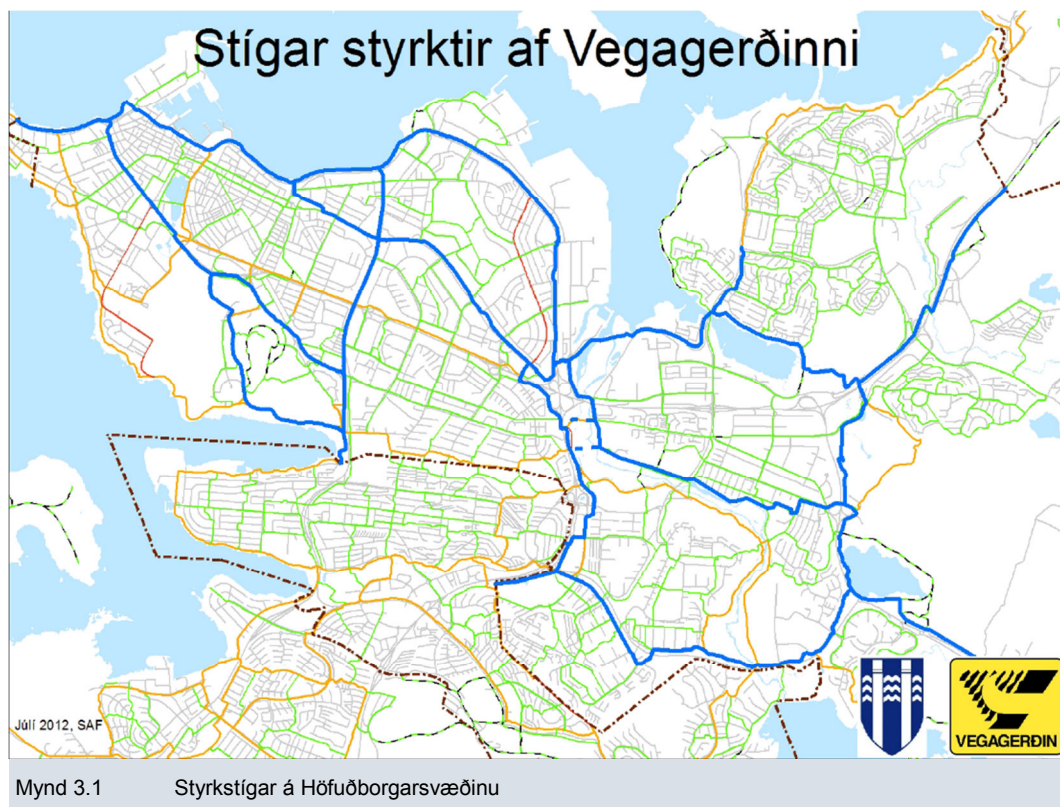 Stígar styrktir af Vegagerðinni
Júlí 2012, SAF
VEGAGERÐIN
Mynd 3.1 Styrkstígar á Höfuðborgarsvæðinu